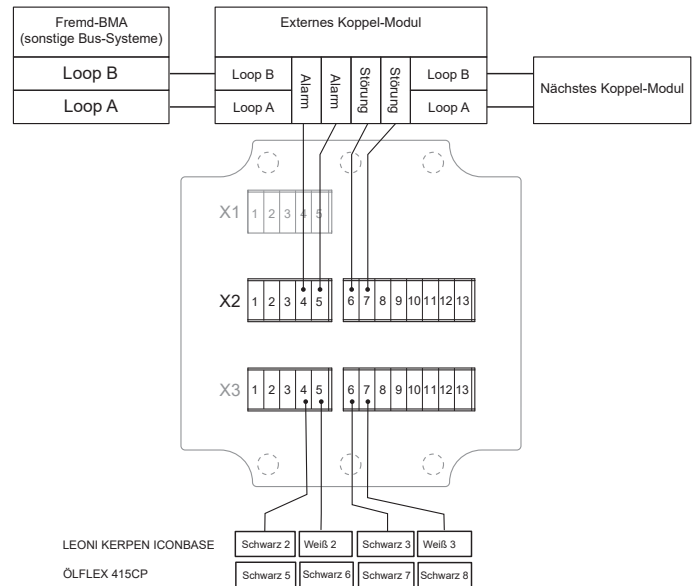 Fremd-BMA
(sonstige Bus-Systeme)
Loop B
Loop A
Externes Koppel-Modul
Loop B
Loop A
Alarm
Alarm
Störung
Störung
Loop B
Loop A
Nächstes Koppel-Modul
X1 1 2 3 4 5
X2 1 2 3 4 5 6 7 8 9 10 11 12 13
X3 1 2 3 4 5 6 7 8 9 10 11 12 13
LEONI KERPEN ICONBASE Schwarz 2 Weiß 2 Schwarz 3 Weiß 3
ÖLFLEX 415CP Schwarz 5 Schwarz 6 Schwarz 7 Schwarz 8